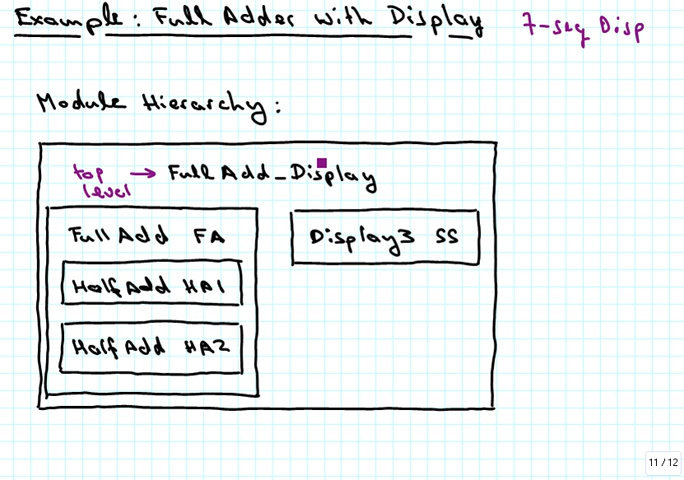 Example: Full Adder with Display
7-seg Disp
Module Hierarchy:
top level → FullAdd_Display
FullAdd FA
Display3 SS
HalfAdd HA1
HalfAdd HA2
11 / 12